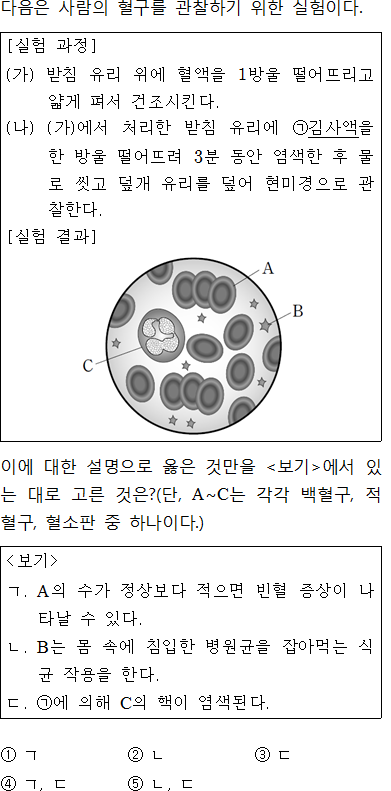 다음은 사람의 혈구를 관찰하기 위한 실험이다.
[실험 과정]
(가) 받침 유리 위에 혈액을 1방울 떨어뜨리고
얇게 펴서 건조시킨다.
(나) (가)에서 처리한 받침 유리에 ㉠김사액을
한 방울 떨어뜨려 3분 동안 염색한 후 물
로 씻고 덮개 유리를 덮어 현미경으로 관
찰한다.
[실험 결과]
A
B
C
이에 대한 설명으로 옳은 것만을 <보기>에서 있
는 대로 고른 것은?(단, A~C는 각각 백혈구, 적
혈구, 혈소판 중 하나이다.)
<보기>
ㄱ. A의 수가 정상보다 적으면 빈혈 증상이 나
타날 수 있다.
ㄴ. B는 몸 속에 침입한 병원균을 잡아먹는 식
균 작용을 한다.
ㄷ. ㉠에 의해 C의 핵이 염색된다.
① ㄱ ② ㄴ ③ ㄷ
④ ㄱ, ㄷ ⑤ ㄴ, ㄷ